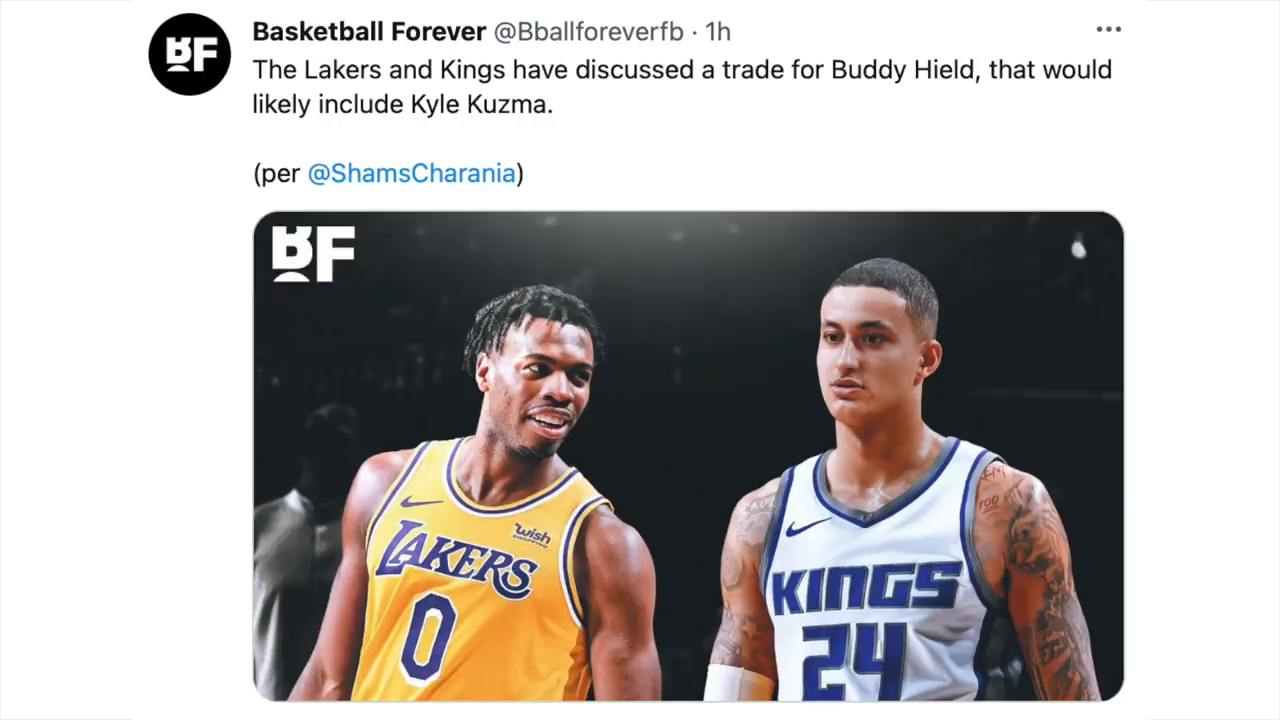 BF
Basketball Forever @Bballforeverfb · 1h
The Lakers and Kings have discussed a trade for Buddy Hield, that would
likely include Kyle Kuzma.
(per @ShamsCharania)
BF
wish
LAKERS
0
KINGS
24